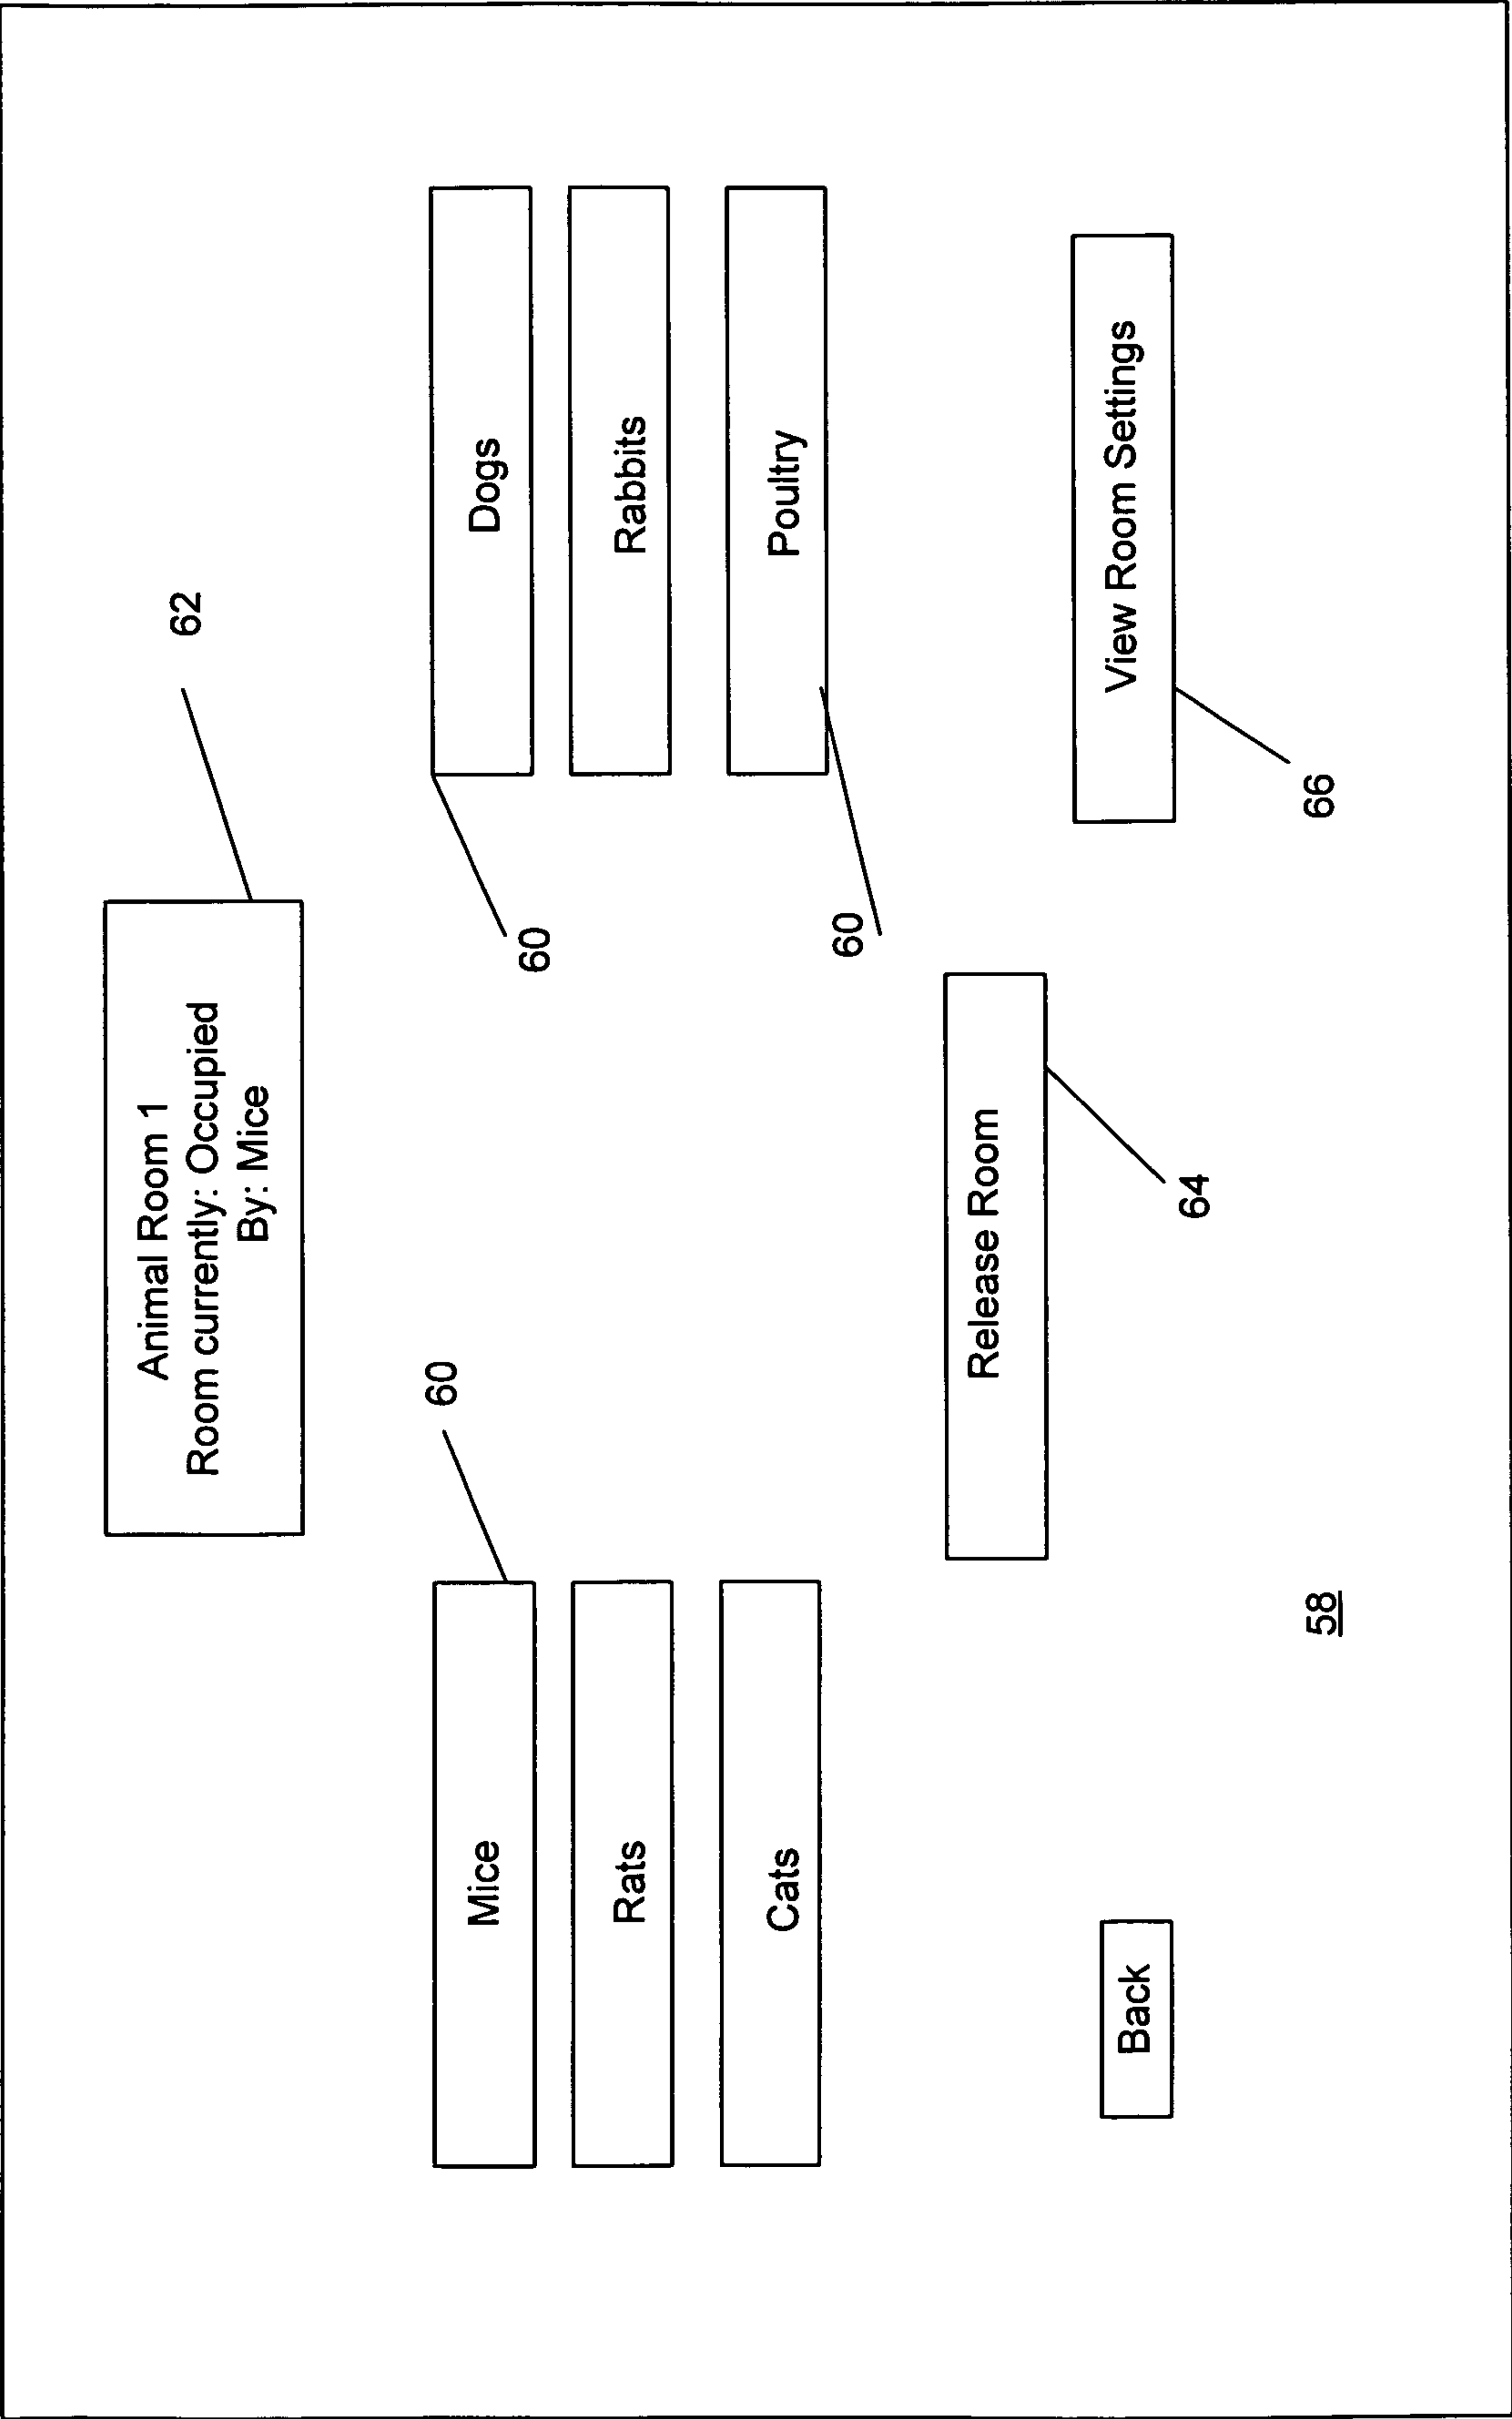 Animal Room 1
Room currently: Occupied
By: Mice
62
60
Mice
Rats
Cats
60
Dogs
Rabbits
Poultry
60
Release Room
64
Back
View Room Settings
66
58